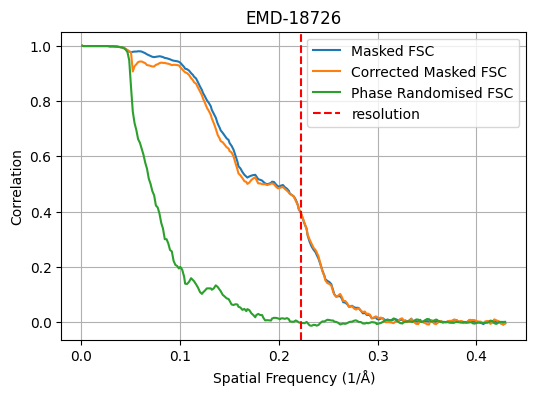 EMD-18726
Masked FSC
Corrected Masked FSC
Phase Randomised FSC
resolution
1.0
0.8
0.6
0.4
0.2
0.0
Correlation
0.0 0.1 0.2 0.3 0.4
Spatial Frequency (1/Å)